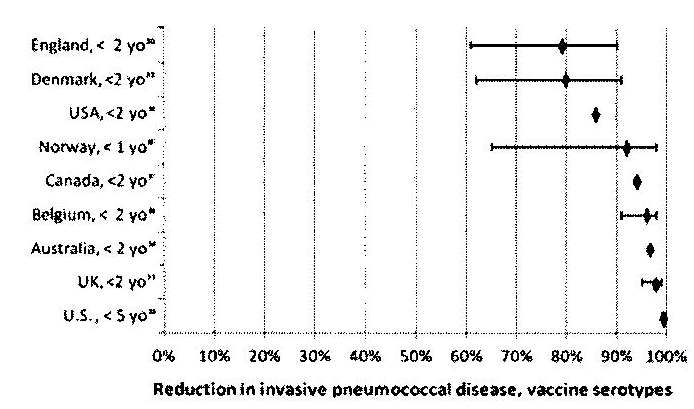 England, < 2 yo
Denmark, <2 yo
USA, <2 yo
Norway, < 1 yo
Canada, <2 yo
Belgium, < 2 yo
Australia, < 2 yo
UK, <2 yo
U.S., < 5 yo
0% 10% 20% 30% 40% 50% 60% 70% 80% 90% 100%
Reduction in invasive pneumococcal disease, vaccine serotypes